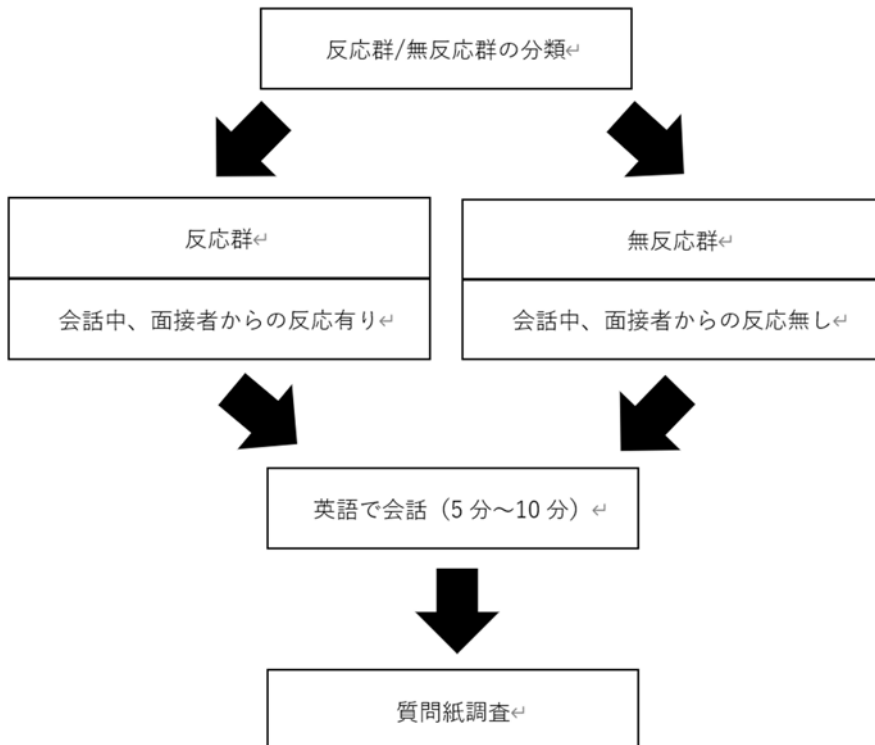 反応群/無反応群の分類↵
反応群↵
無反応群↵
会話中、面接者からの反応有り↵
会話中、面接者からの反応無し↵
英語で会話（5 分～10 分）↵
質問紙調査↵